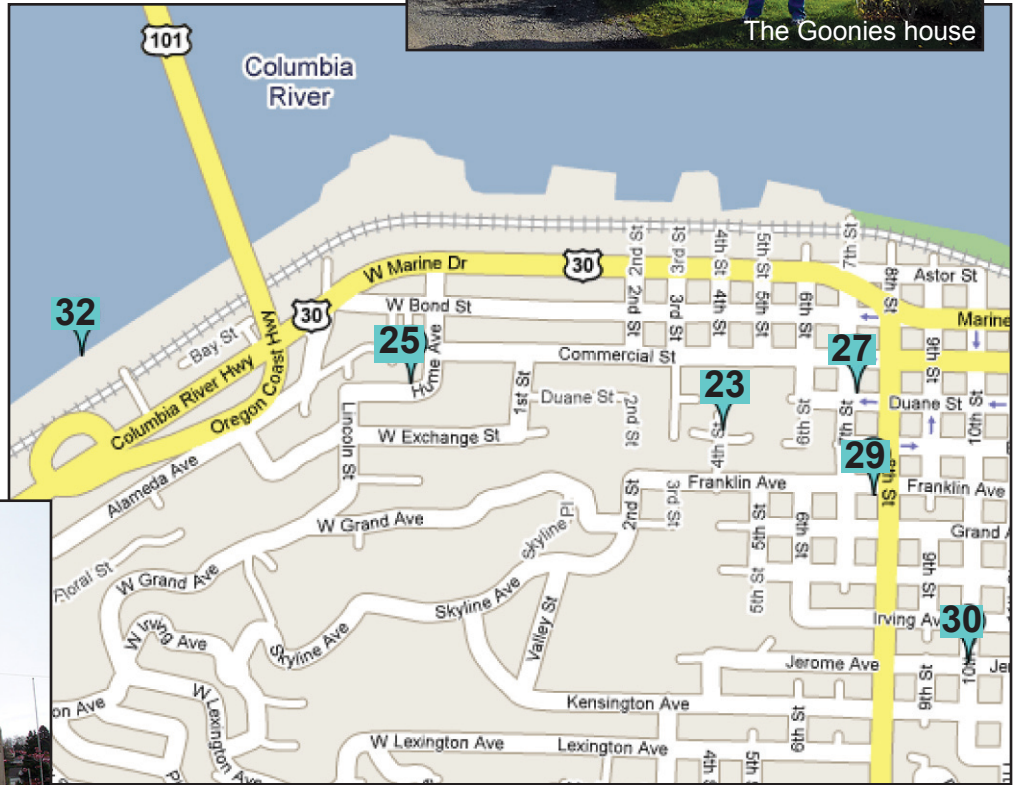 The Goonies house
101
Columbia
River
30
W Marine Dr
30
2nd St
3rd St
4th St
5th St
7th St
8th St
Astor St
32
W Bond St
2nd St
3rd St
4th St
5th St
6th St
Marine
Bay St
25
Hume Ave
Commercial St
27
9th St
Columbia River Hwy
Oregon Coast Hwy
1st St
Duane St
2nd St
23
6th St
7th St
Duane St
10th St
Lincoln St
W Exchange St
4th St
29
8th St
Alameda Ave
Franklin Ave
Franklin Ave
W Grand Ave
Skyline Pl
2nd St
3rd St
5th St
6th St
Grand
Floral St
W Grand Ave
5th St
9th St
Skyline Ave
Valley St
Irving Av
30
W Irving Ave
Skyline Ave
Jerome Ave
9th St
10th
Je
on Ave
W Lexington Ave
Kensington Ave
6th St
W Lexington Ave
Lexington Ave
4th St
5th St